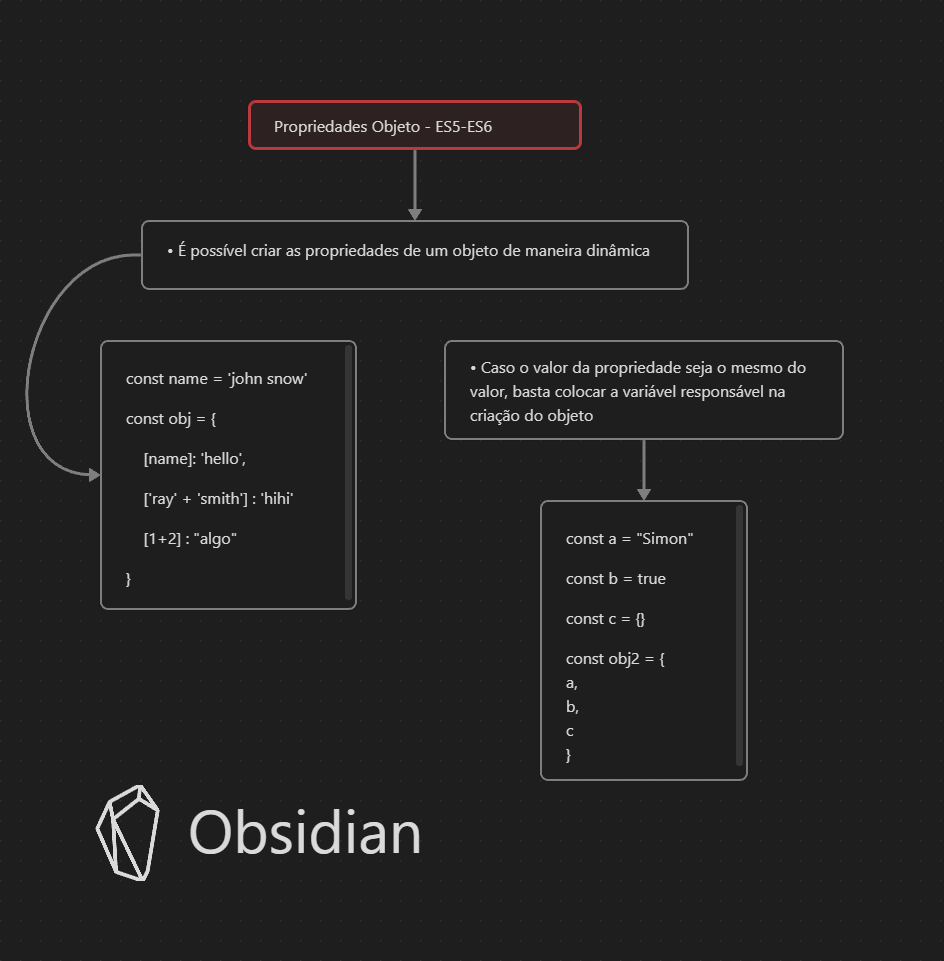 Propriedades Objeto - ES5-ES6
• É possível criar as propriedades de um objeto de maneira dinâmica
const name = 'john snow'
const obj = {
[name]: 'hello',
['ray' + 'smith'] : 'hihi'
[1+2] : "algo"
}
• Caso o valor da propriedade seja o mesmo do
valor, basta colocar a variável responsável na
criação do objeto
const a = "Simon"
const b = true
const c = {}
const obj2 = {
a,
b,
c
}
Obsidian